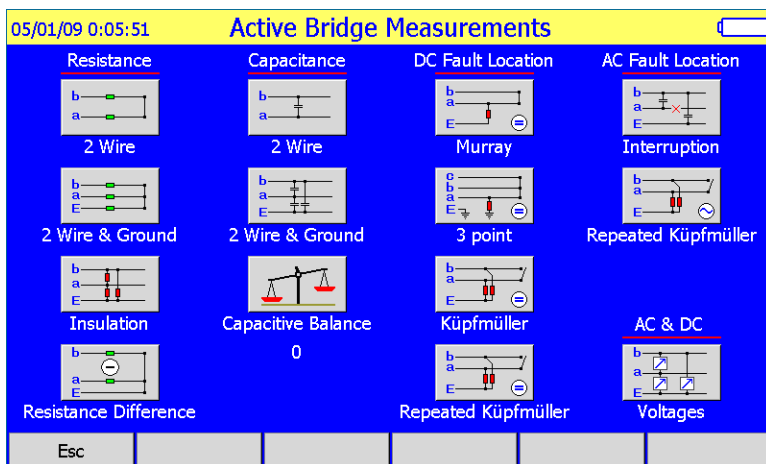 05/01/09 0:05:51 Active Bridge Measurements
Resistance Capacitance DC Fault Location AC Fault Location
b a b b a E b a E
2 Wire 2 Wire Murray Interruption
b a E b a E c b a E b a E
2 Wire & Ground 2 Wire & Ground 3 point Repeated Küpfmüller
b a E b a E
Insulation Capacitive Balance Küpfmüller AC & DC
0
b a E b a E b a E
Resistance Difference Repeated Küpfmüller Voltages
Esc